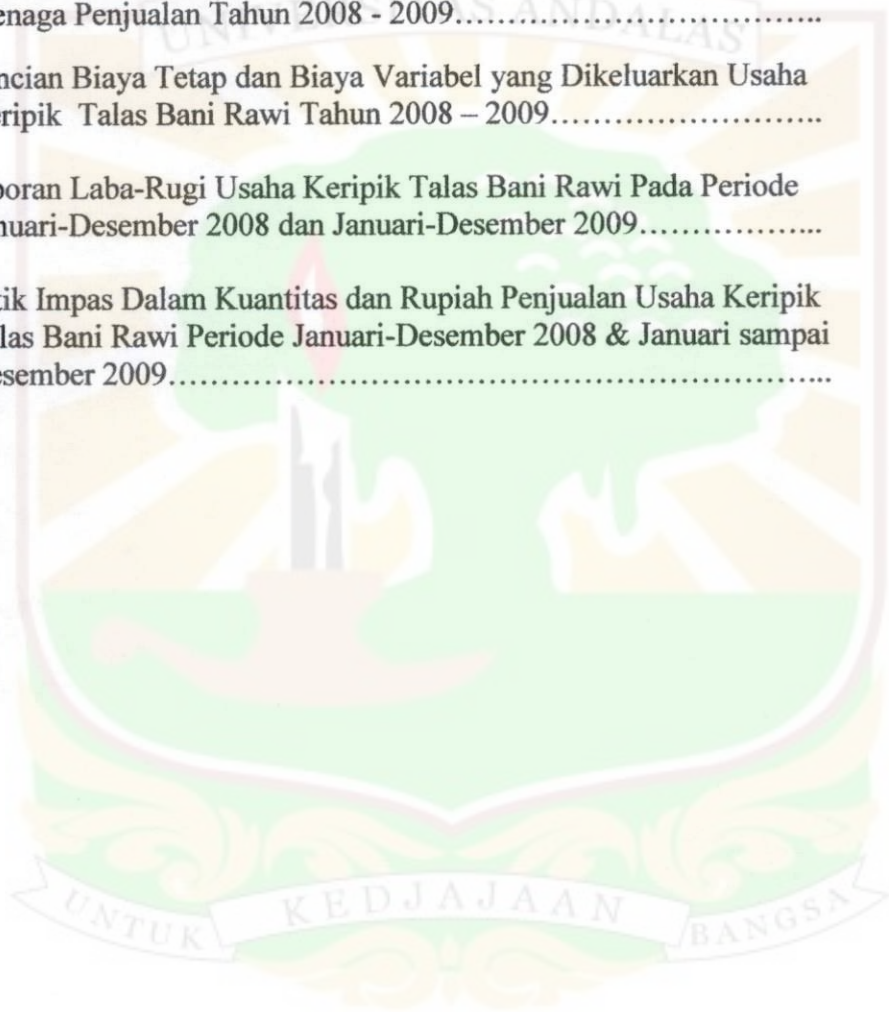 enaga Penjualan Tahun 2008 - 2009
UNIVERSITAS ANDALAS
ncian Biaya Tetap dan Biaya Variabel yang Dikeluarkan Usaha
eripik Talas Bani Rawi Tahun 2008 – 2009
poran Laba-Rugi Usaha Keripik Talas Bani Rawi Pada Periode
nuari-Desember 2008 dan Januari-Desember 2009
tik Impas Dalam Kuantitas dan Rupiah Penjualan Usaha Keripik
las Bani Rawi Periode Januari-Desember 2008 & Januari sampai
esember 2009
UNTUK KEDJAJAAN BANGSA